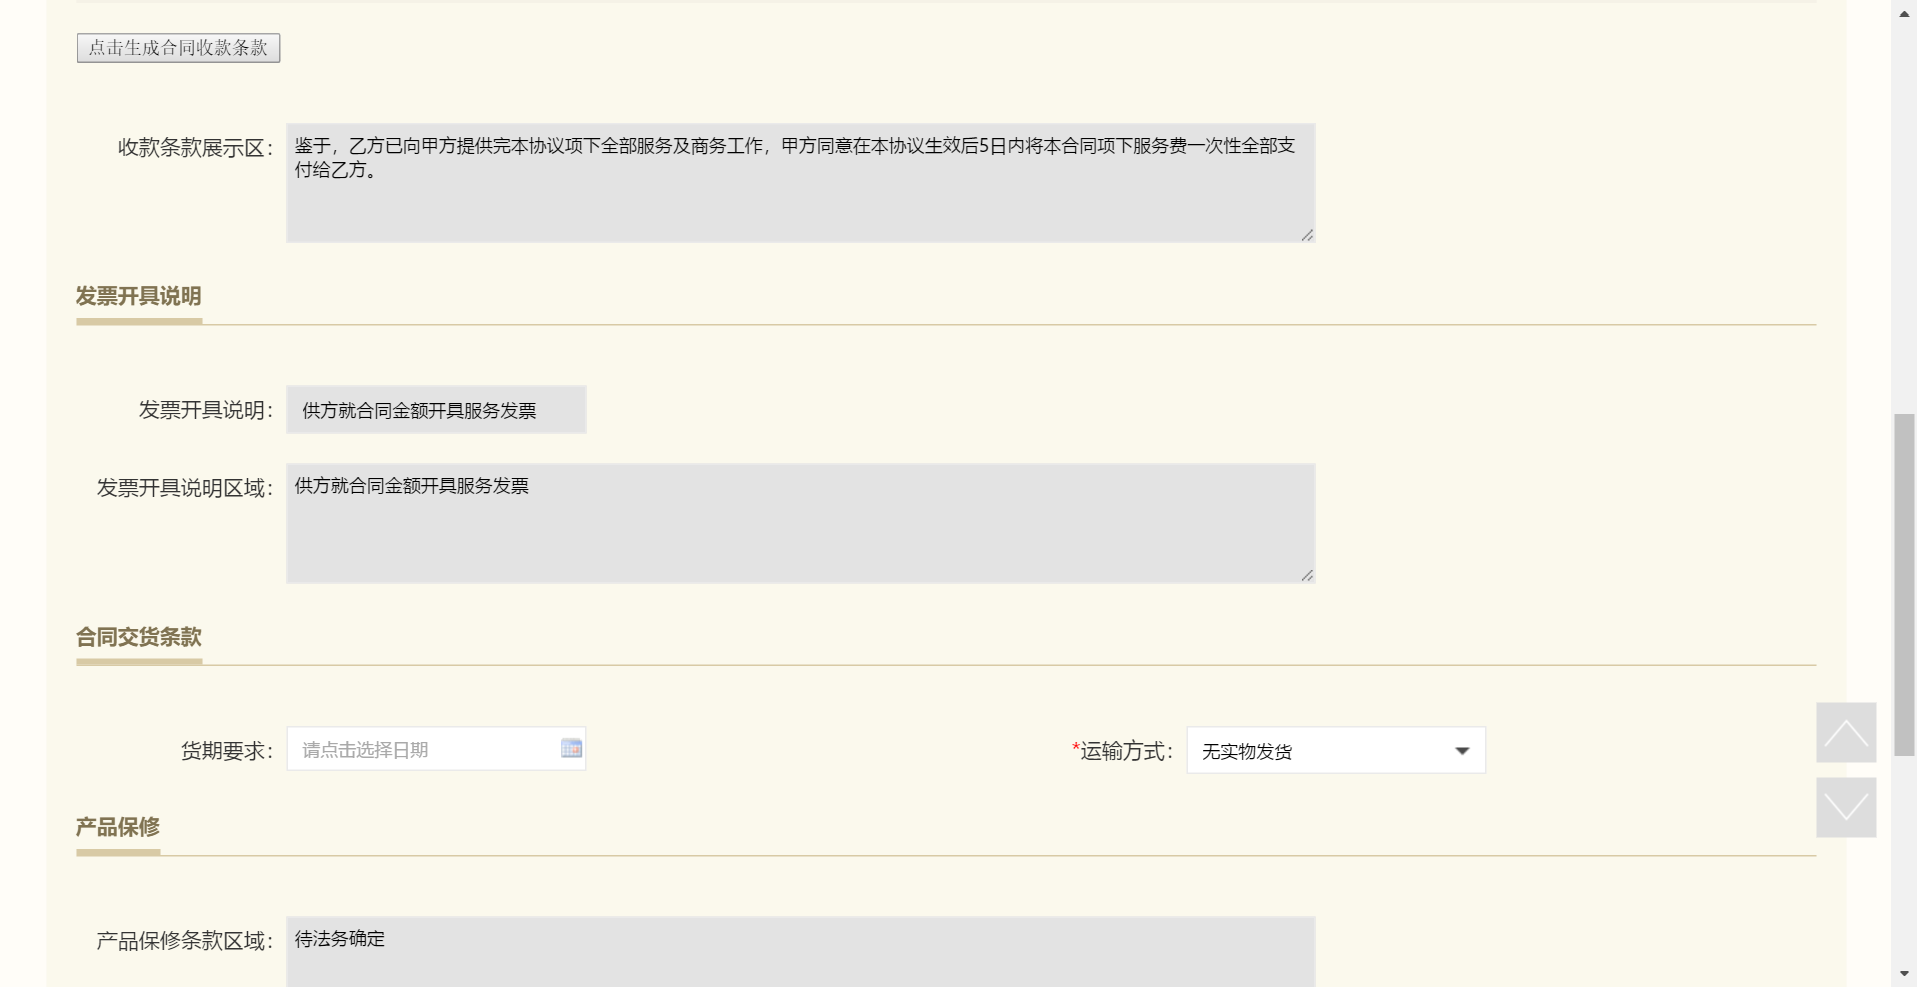 点击生成合同收款条款
收款条款展示区：
鉴于，乙方已向甲方提供完本协议项下全部服务及商务工作，甲方同意在本协议生效后5日内将本合同项下服务费一次性全部支
付给乙方。
发票开具说明
发票开具说明：
供方就合同金额开具服务发票
发票开具说明区域：
供方就合同金额开具服务发票
合同交货条款
货期要求：
请点击选择日期
*运输方式：
无实物发货
产品保修
产品保修条款区域：
待法务确定